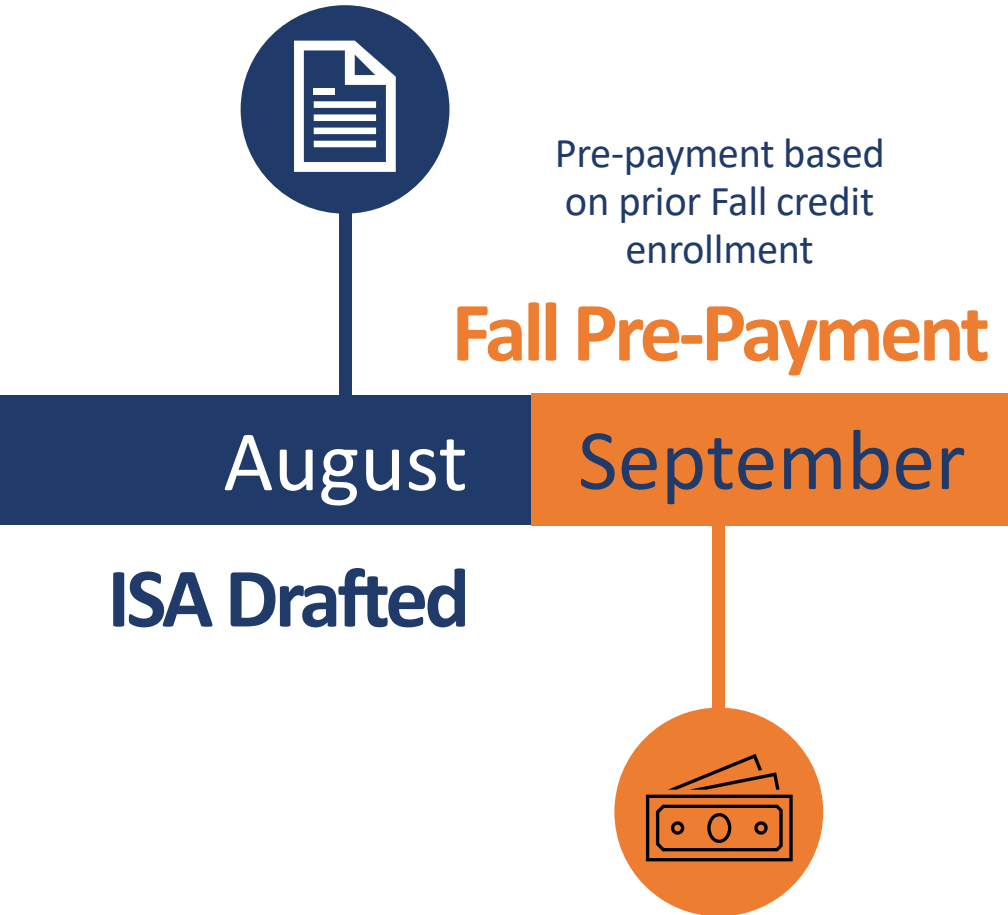 Pre-payment based
on prior Fall credit
enrollment
Fall Pre-Payment
August
September
ISA Drafted